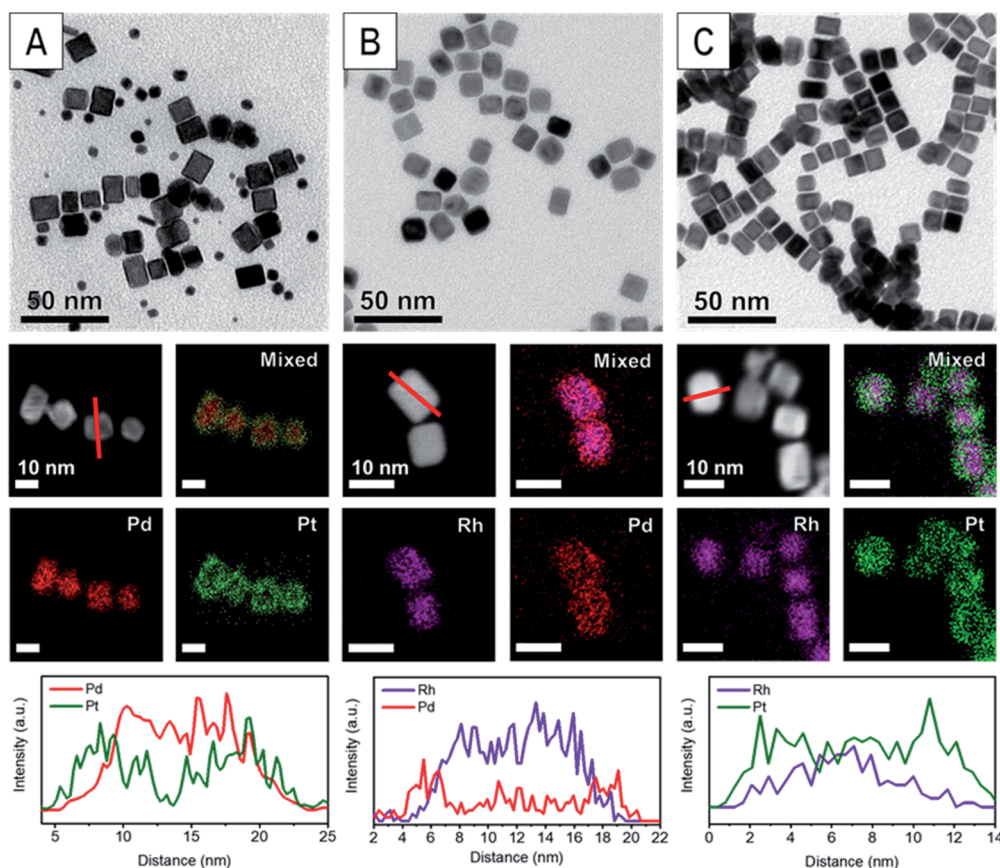 A
B
C
50 nm
50 nm
50 nm
10 nm
Mixed
10 nm
Mixed
10 nm
Mixed
Pd
Pt
Rh
Pd
Rh
Pt
Intensity (a.u.)
Pd
Pt
5 10 15 20 25
Distance (nm)
Intensity (a.u.)
Rh
Pd
2 4 6 8 10 12 14 16 18 20 22
Distance (nm)
Intensity (a.u.)
Rh
Pt
0 2 4 6 8 10 12 14
Distance (nm)